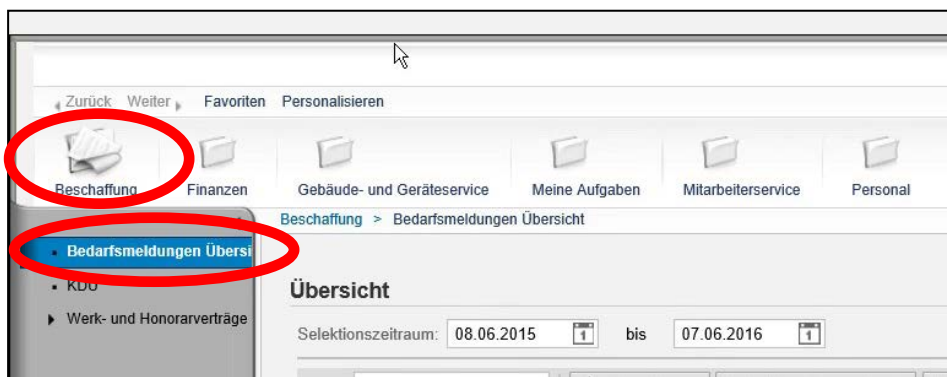 Zurück Weiter Favoriten Personalisieren
Beschaffung Finanzen Gebäude- und Geräteservice Meine Aufgaben Mitarbeiterservice Personal
Beschaffung > Bedarfsmeldungen Übersicht
Bedarfsmeldungen Übersi
KDU
Werk- und Honorarverträge
Übersicht
Selektionszeitraum: 08.06.2015 bis 07.06.2016